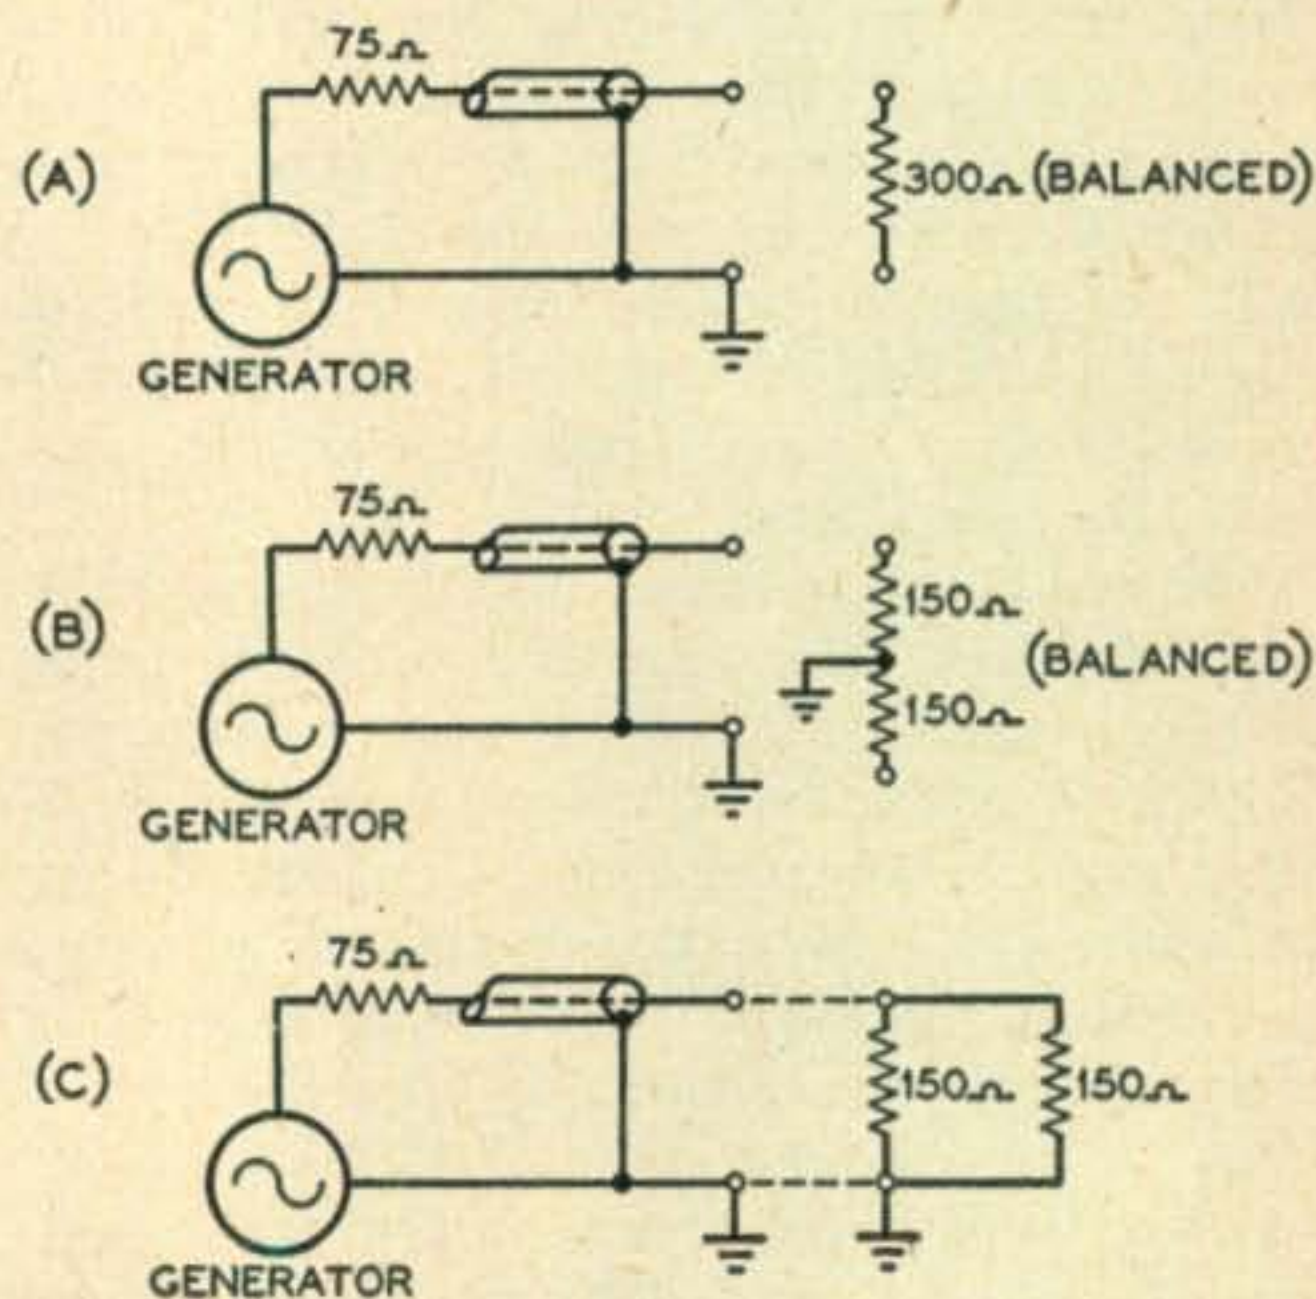 75Ω
(A)
300Ω (BALANCED)
GENERATOR
75Ω
150Ω
(B)
(BALANCED)
150Ω
GENERATOR
75Ω
(C)
150Ω
150Ω
GENERATOR